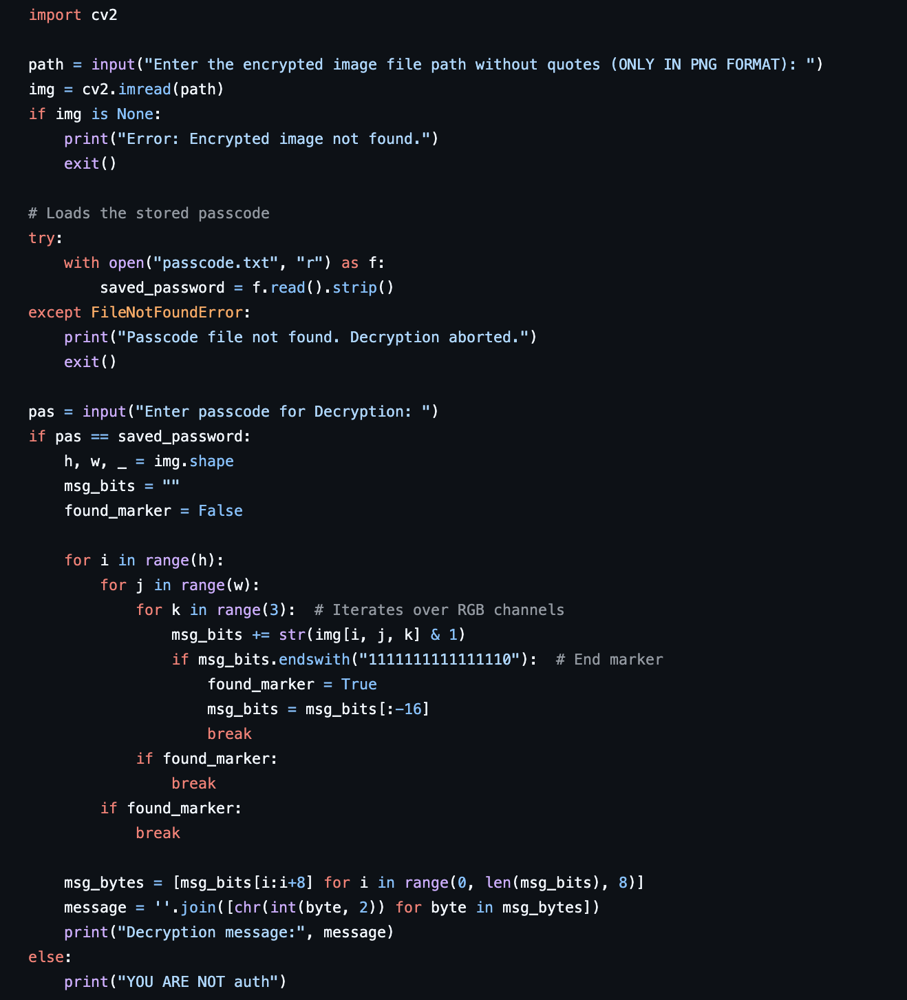 import cv2

path = input("Enter the encrypted image file path without quotes (ONLY IN PNG FORMAT): ")
img = cv2.imread(path)
if img is None:
    print("Error: Encrypted image not found.")
    exit()

# Loads the stored passcode
try:
    with open("passcode.txt", "r") as f:
        saved_password = f.read().strip()
except FileNotFoundError:
    print("Passcode file not found. Decryption aborted.")
    exit()

pas = input("Enter passcode for Decryption: ")
if pas == saved_password:
    h, w, _ = img.shape
    msg_bits = ""
    found_marker = False

    for i in range(h):
        for j in range(w):
            for k in range(3):  # Iterates over RGB channels
                msg_bits += str(img[i, j, k] & 1)
                if msg_bits.endswith("1111111111111110"):  # End marker
                    found_marker = True
                    msg_bits = msg_bits[:-16]
                    break
            if found_marker:
                break
        if found_marker:
            break

    msg_bytes = [msg_bits[i:i+8] for i in range(0, len(msg_bits), 8)]
    message = ''.join([chr(int(byte, 2)) for byte in msg_bytes])
    print("Decryption message:", message)
else:
    print("YOU ARE NOT auth")